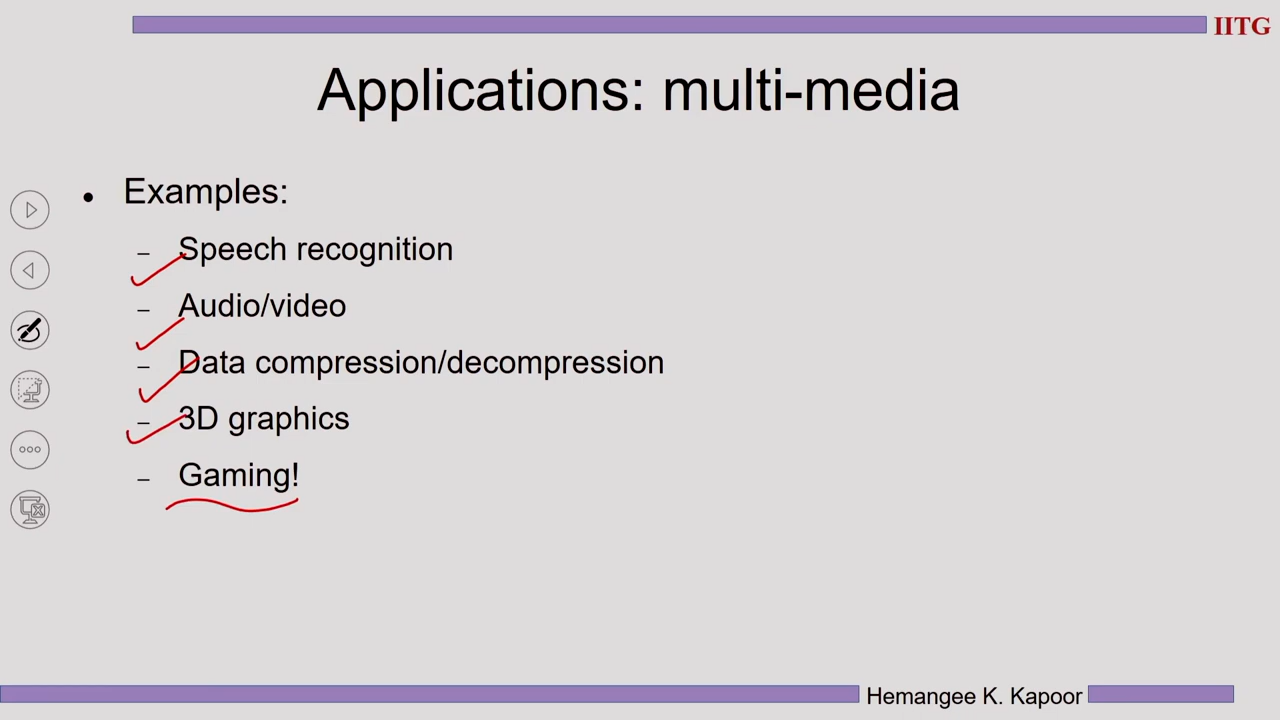 IITG
Applications: multi-media
• Examples:
– Speech recognition
– Audio/video
– Data compression/decompression
– 3D graphics
– Gaming!
Hemangee K. Kapoor